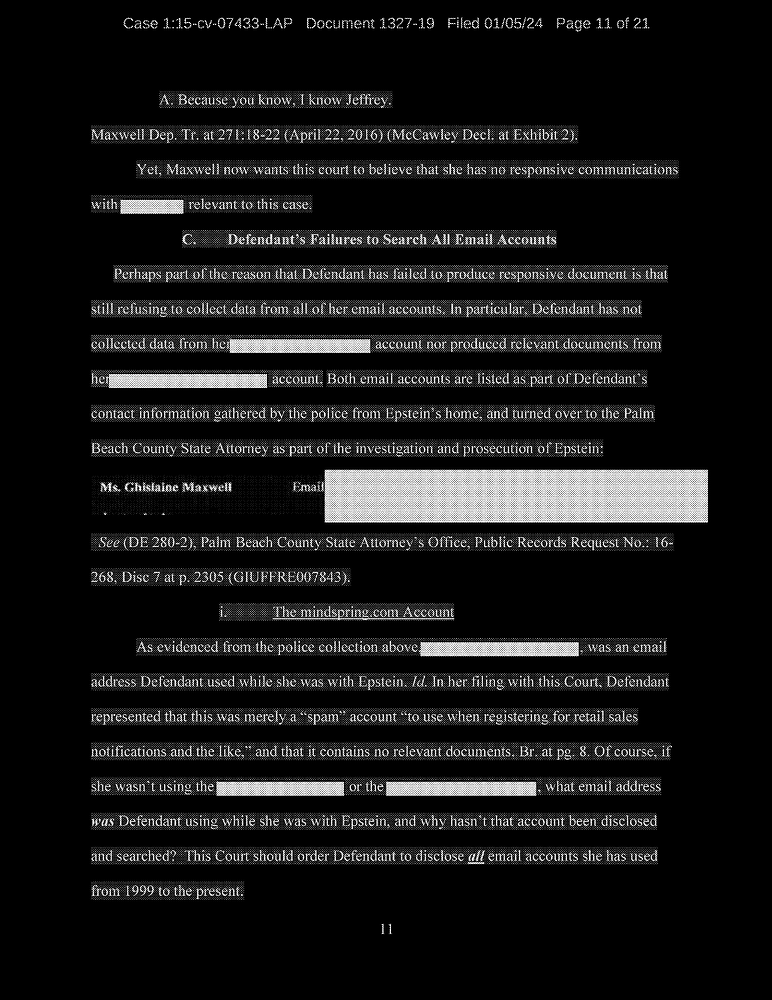 Case 1:15-cv-07433-LAP Document 1327-19 Filed 01/05/24 Page 11 of 21
A. Because you know, I know Jeffrey.
Maxwell Dep. Tr. at 271:18-22 (April 22, 2016) (McCawley Decl. at Exhibit 2).
Yet, Maxwell now wants this court to believe that she has no responsive communications
with relevant to this case.
C. Defendant's Failures to Search All Email Accounts
Perhaps part of the reason that Defendant has failed to produce responsive document is that
still refusing to collect data from all of her email accounts. In particular, Defendant has not
collected data from her account nor produced relevant documents from
her account. Both email accounts are listed as part of Defendant's
contact information gathered by the police from Epstein's home, and turned over to the Palm
Beach County State Attorney as part of the investigation and prosecution of Epstein:
Ms. Ghislaine Maxwell Email
See (DE 280-2), Palm Beach County State Attorney's Office, Public Records Request No.: 16-
268, Disc 7 at p. 2305 (GIUFFRE007843).
i. The mindspring.com Account
As evidenced from the police collection above, , was an email
address Defendant used while she was with Epstein. Id. In her filing with this Court, Defendant
represented that this was merely a "spam" account "to use when registering for retail sales
notifications and the like," and that it contains no relevant documents. Br. at pg. 8. Of course, if
she wasn't using the or the , what email address
was Defendant using while she was with Epstein, and why hasn't that account been disclosed
and searched? This Court should order Defendant to disclose all email accounts she has used
from 1999 to the present.
11